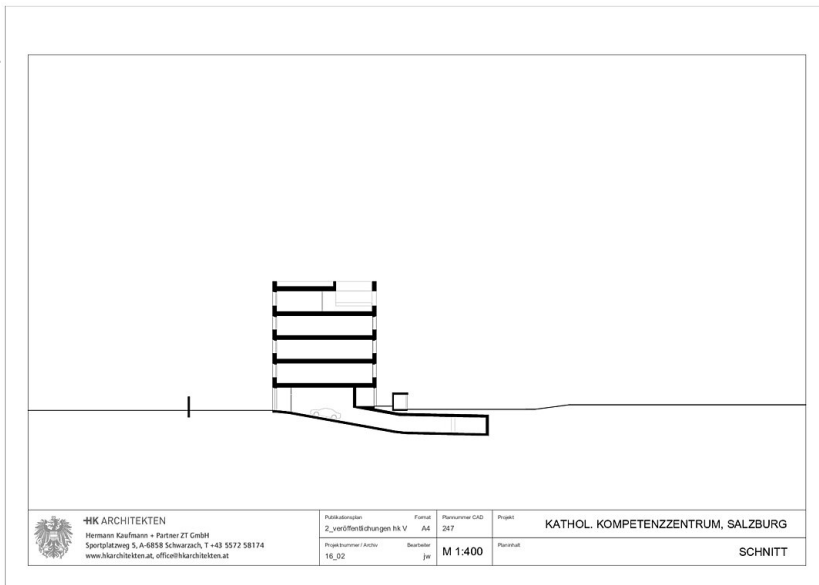 HK ARCHITEKTEN
Hermann Kaufmann + Partner ZT GmbH
Sportplatzweg 5, A-6858 Schwarzach, T +43 5572 58174
www.hkarchitekten.at, office@hkarchitekten.at
Publikationsplan Format Plannummer CAD Projekt
2_veröffentlichungen hk V A4 247 KATHOL. KOMPETENZZENTRUM, SALZBURG
Projektnummer / Archiv Bearbeiter Planinhalt
16_02 jw M 1:400 SCHNITT